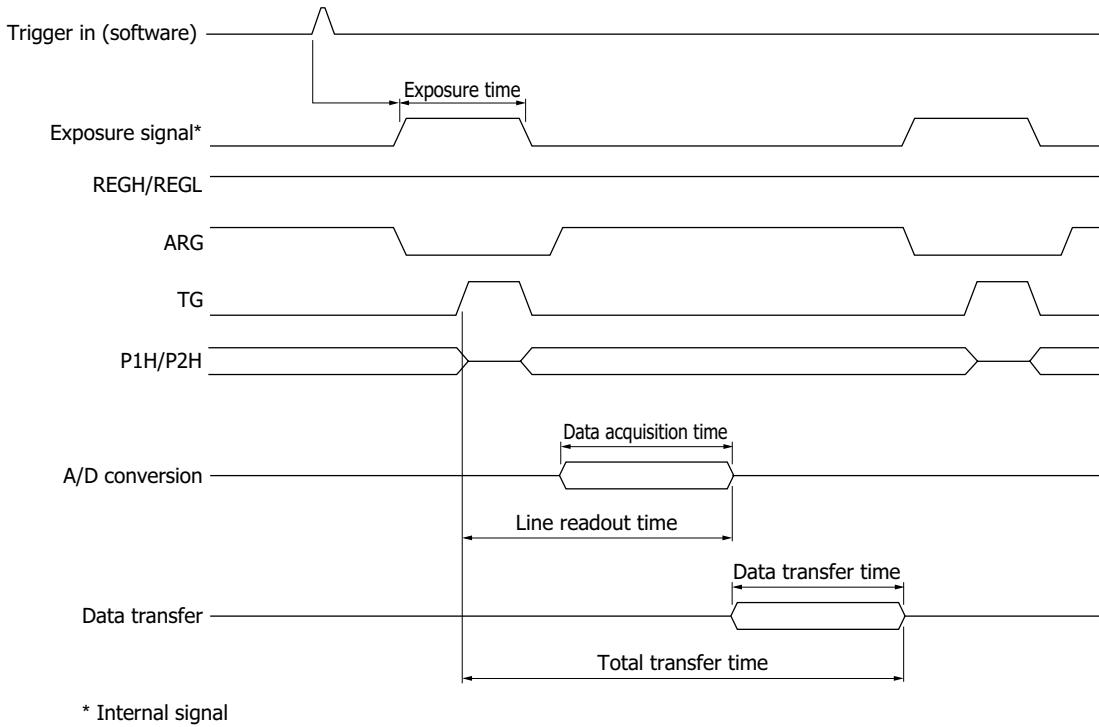 Trigger in (software)
Exposure time
Exposure signal*
REGH/REGL
ARG
TG
P1H/P2H
Data acquisition time
A/D conversion
Line readout time
Data transfer time
Data transfer
Total transfer time
* Internal signal